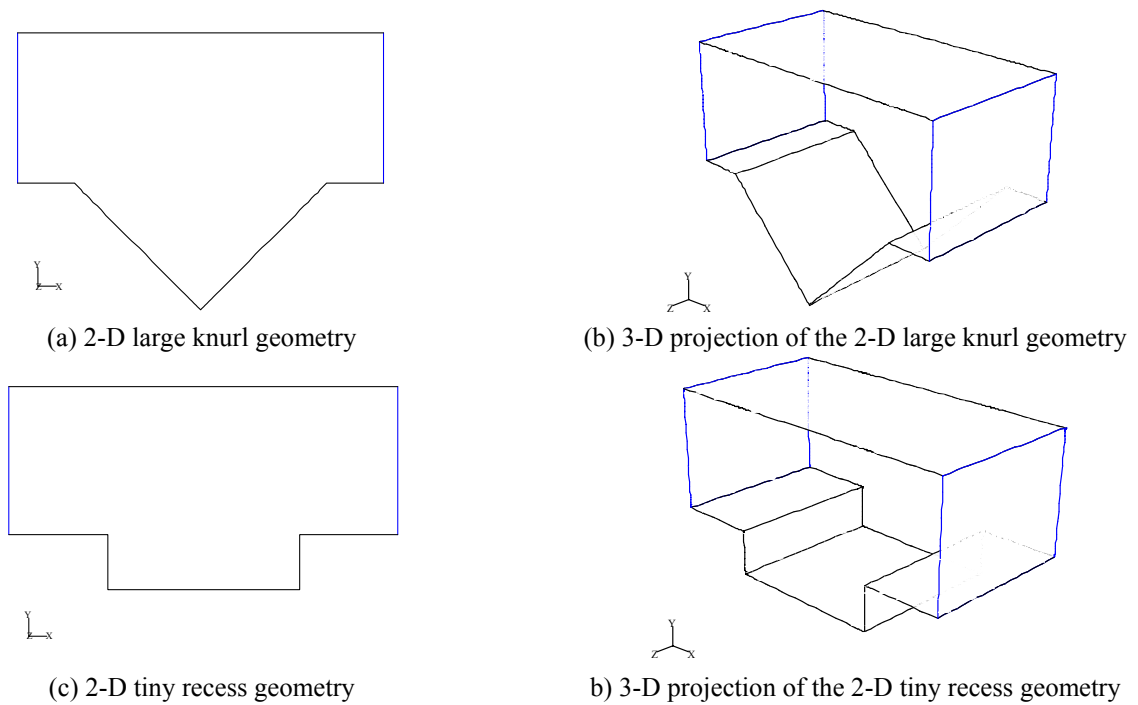 Y
Z X
Y
Z X
(a) 2-D large knurl geometry
(b) 3-D projection of the 2-D large knurl geometry
Y
Z X
Y
Z X
(c) 2-D tiny recess geometry
b) 3-D projection of the 2-D tiny recess geometry